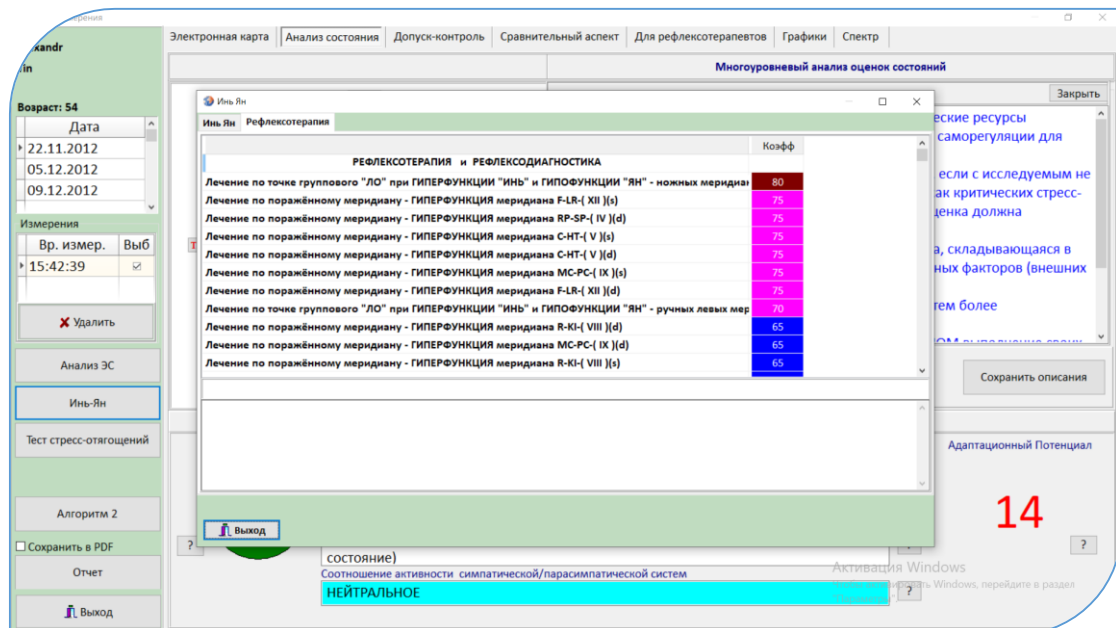 xandr
in
Возраст: 54
Дата
22.11.2012
05.12.2012
09.12.2012
Измерения
Вр. измер. Выб
15:42:39
Удалить
Анализ ЭС
Инь-Ян
Тест стресс-отягощений
Алгоритм 2
Сохранить в PDF
Отчет
Выход
Электронная карта Анализ состояния Допуск-контроль Сравнительный аспект Для рефлексотерапевтов Графики Спектр
Многоуровневый анализ оценок состояний
Закрыть
Инь Ян
Инь Ян Рефлексотерапия
Коэфф
РЕФЛЕКСОТЕРАПИЯ и РЕФЛЕКСОДИАГНОСТИКА
Лечение по точке группового "ЛО" при ГИПЕРФУНКЦИИ "ИНЬ" и ГИПОФУНКЦИИ "ЯН" - ножных меридиан 80
Лечение по поражённому меридиану - ГИПЕРФУНКЦИЯ меридиана F-LR-( XII )(s) 75
Лечение по поражённому меридиану - ГИПЕРФУНКЦИЯ меридиана RP-SP-( IV )(d) 75
Лечение по поражённому меридиану - ГИПЕРФУНКЦИЯ меридиана C-HT-( V )(s) 75
Лечение по поражённому меридиану - ГИПЕРФУНКЦИЯ меридиана C-HT-( V )(d) 75
Лечение по поражённому меридиану - ГИПЕРФУНКЦИЯ меридиана MC-PC-( IX )(s) 75
Лечение по поражённому меридиану - ГИПЕРФУНКЦИЯ меридиана F-LR-( XII )(d) 75
Лечение по точке группового "ЛО" при ГИПЕРФУНКЦИИ "ИНЬ" и ГИПОФУНКЦИИ "ЯН" - ручных левых мер 70
Лечение по поражённому меридиану - ГИПЕРФУНКЦИЯ меридиана R-KI-( VIII )(d) 65
Лечение по поражённому меридиану - ГИПЕРФУНКЦИЯ меридиана MC-PC-( IX )(d) 65
Лечение по поражённому меридиану - ГИПЕРФУНКЦИЯ меридиана R-KI-( VIII )(s) 65
Выход
еские ресурсы
саморегуляции для
если с исследуемым не
ак критических стресс-
ценка должна
а, складывающаяся в
ных факторов (внешних
тем более
Сохранить описания
Адаптационный Потенциал
14
?
?
состояние)
Соотношение активности симпатической/парасимпатической систем
НЕЙТРАЛЬНОЕ
?
Активация Windows
Windows, перейдите в раздел